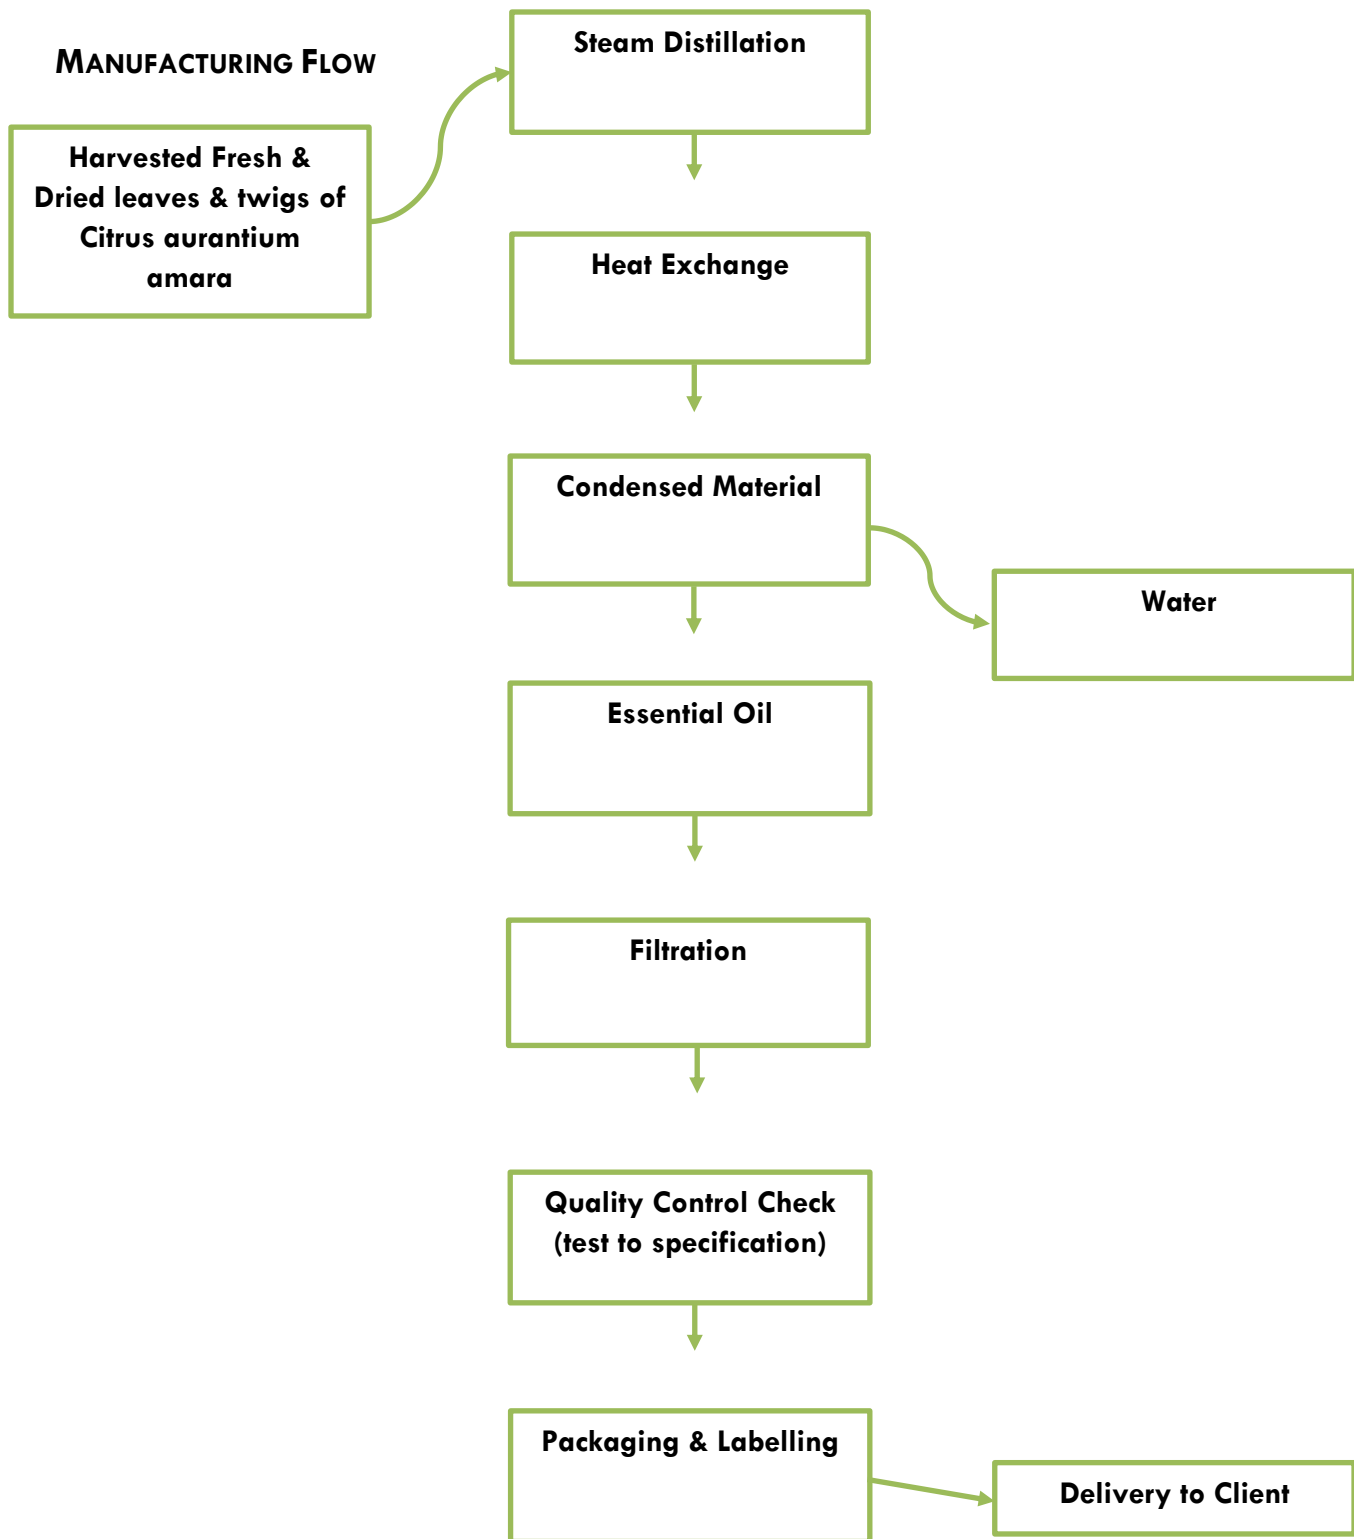 MANUFACTURING FLOW
Steam Distillation
Harvested Fresh &
Dried leaves & twigs of
Citrus aurantium
amara
Heat Exchange
Condensed Material
Water
Essential Oil
Filtration
Quality Control Check
(test to specification)
Packaging & Labelling
Delivery to Client